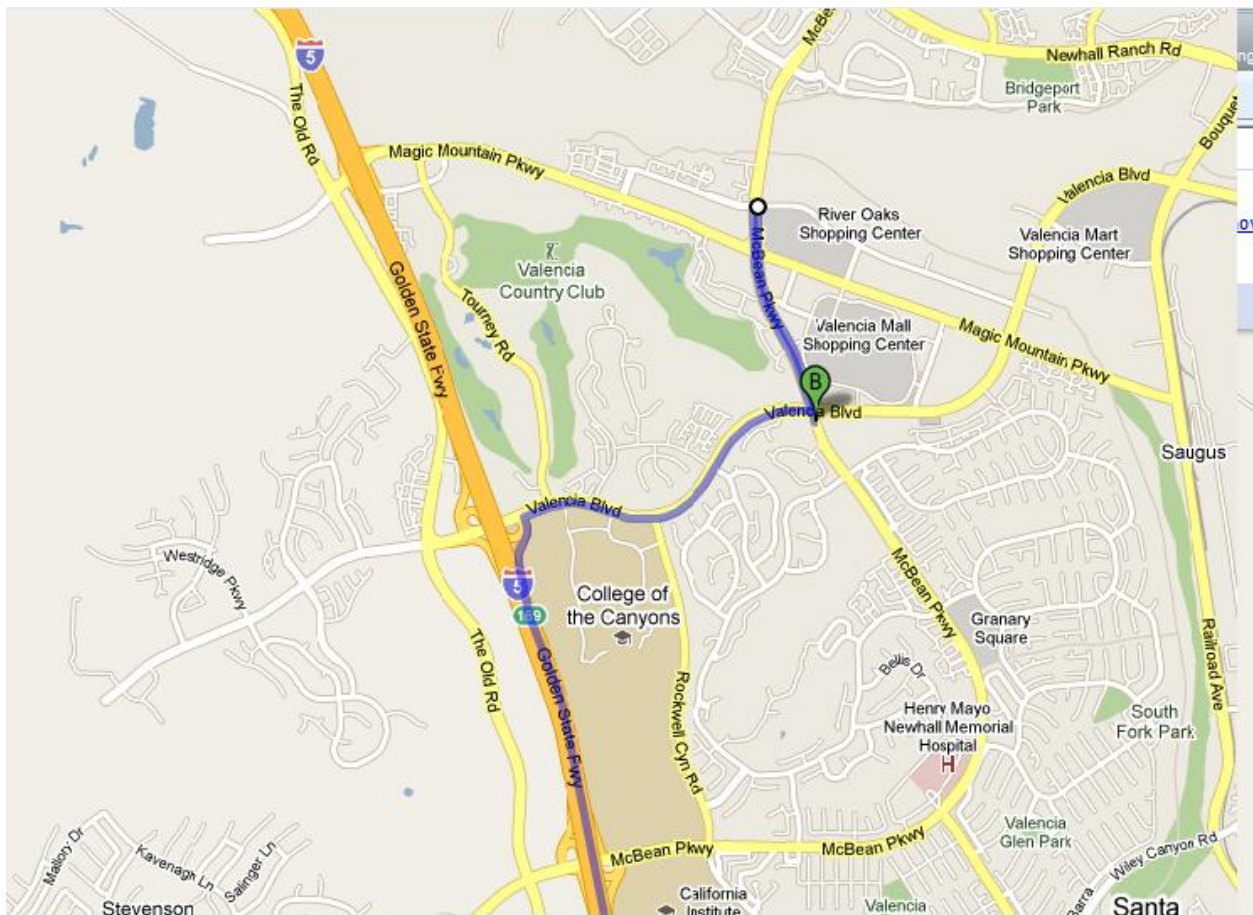 McBean
Newhall Ranch Rd
5
Bridgeport
Park
Bouquet
The Old Rd
Magic Mountain Pkwy
Valencia Blvd
River Oaks
Shopping Center
Valencia Mart
Shopping Center
McBean Pkwy
Valencia
Country Club
Golden State Fwy
Tourney Rd
Valencia Mall
Shopping Center
Magic Mountain Pkwy
B
Valencia Blvd
Saugus
Valencia Blvd
Westridge Pkwy
5
169
College of
the Canyons
McBean Pkwy
Granary
Square
The Old Rd
Golden State Fwy
Rockwell Cyn Rd
Bellis Dr
Railroad Ave
Henry Mayo
Newhall Memorial
Hospital
H
South
Fork Park
Mallory Dr
Kavenagh Ln
Salinger Ln
McBean Pkwy
McBean Pkwy
Valencia
Glen Park
Wiley Canyon Rd
Stevenson
California
Institute
Valencia
Santa